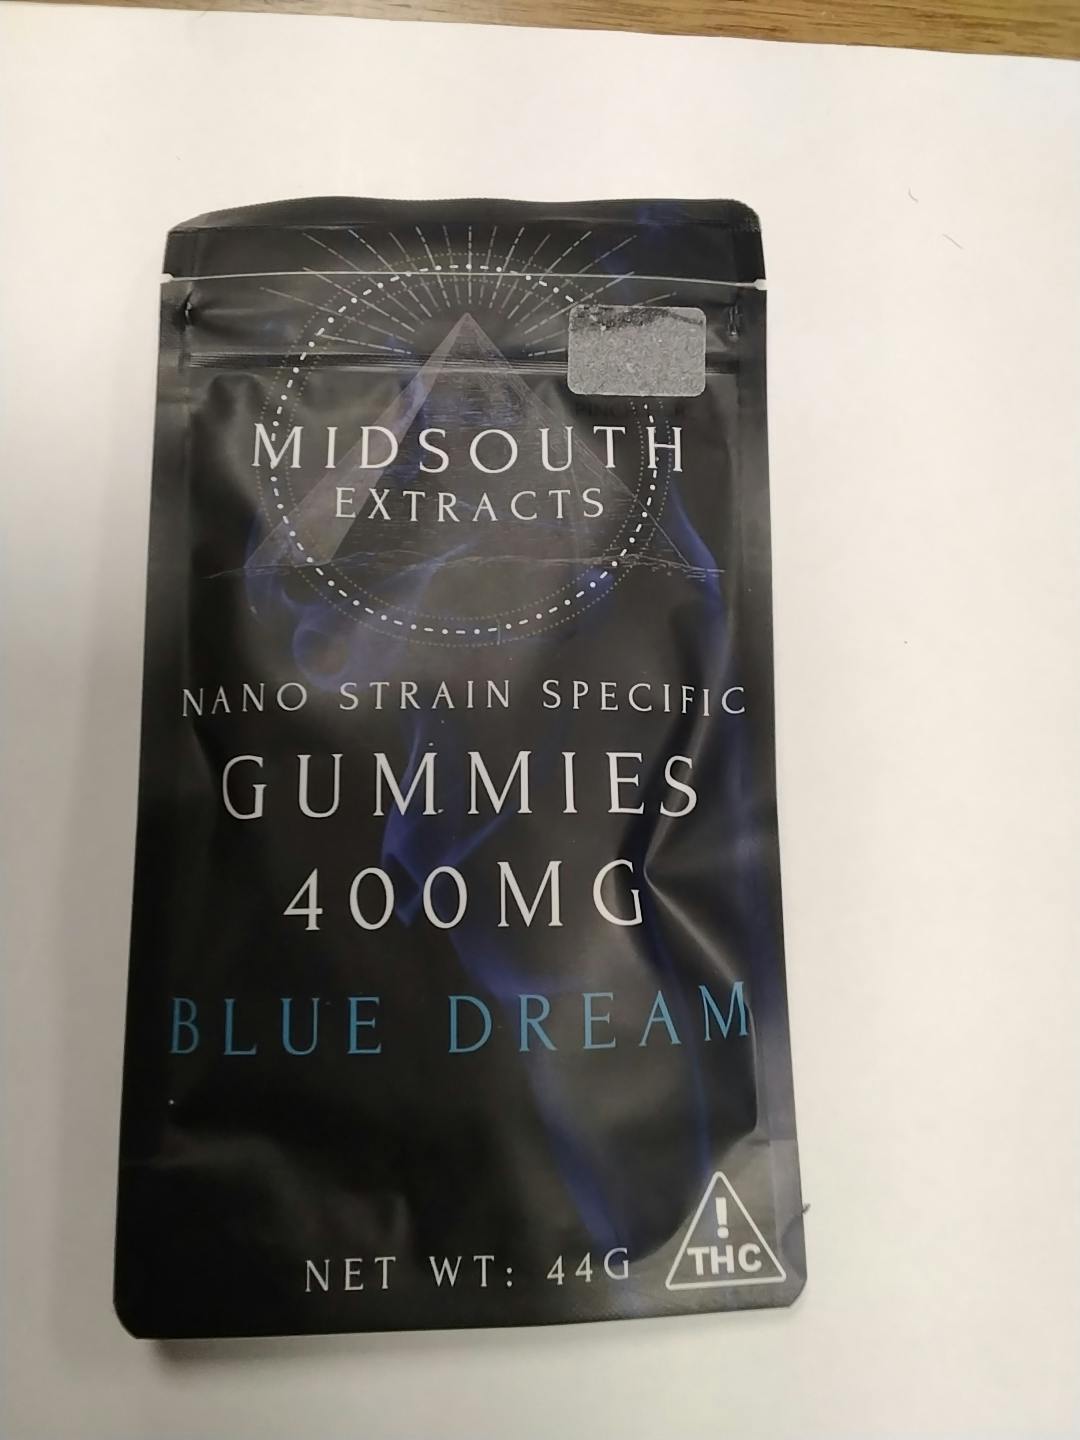 MIDSOUTH
EXTRACTS
NANO STRAIN SPECIFIC
GUMMIES
400MG
BLUE DREAM
NET WT: 44G
!
THC